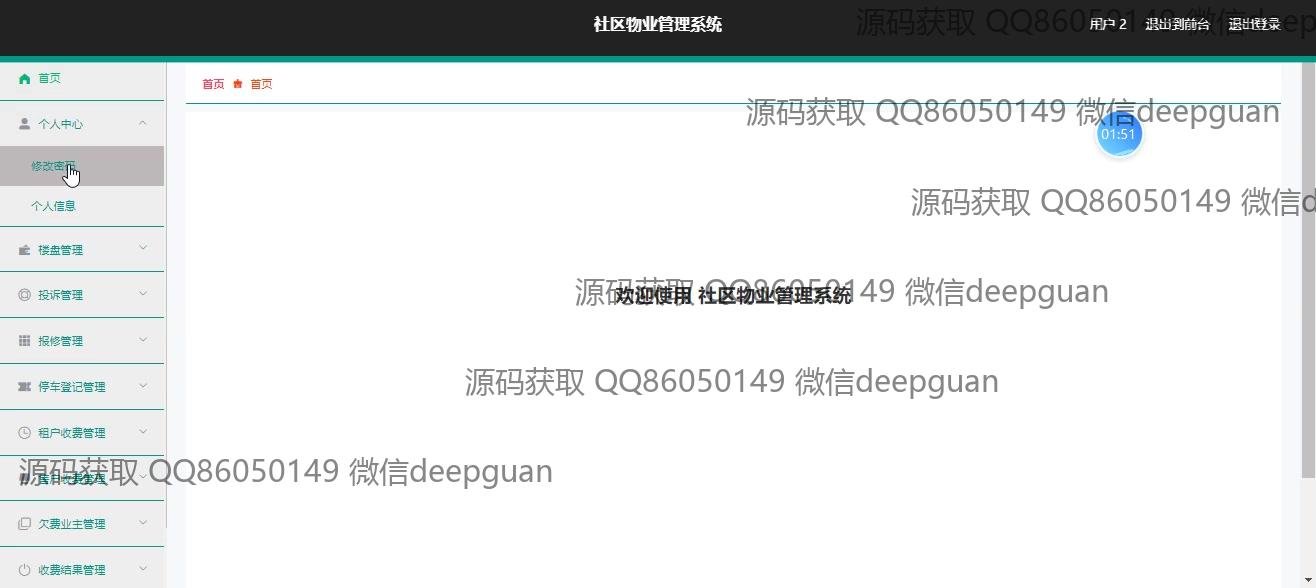 社区物业管理系统
源码获取 QQ86050149 微信deepguan
用户 2 退出到前台 退出登录
首页
个人中心
修改密码
个人信息
楼盘管理
投诉管理
报修管理
停车登记管理
租户收费管理
欠费业主管理
收费结果管理
首页 首页
源码获取 QQ86050149 微信deepguan
01:51
源码获取 QQ86050149 微信d
源码获取 QQ86050149 微信deepguan
欢迎使用 社区物业管理系统
源码获取 QQ86050149 微信deepguan
源码获取 QQ86050149 微信deepguan